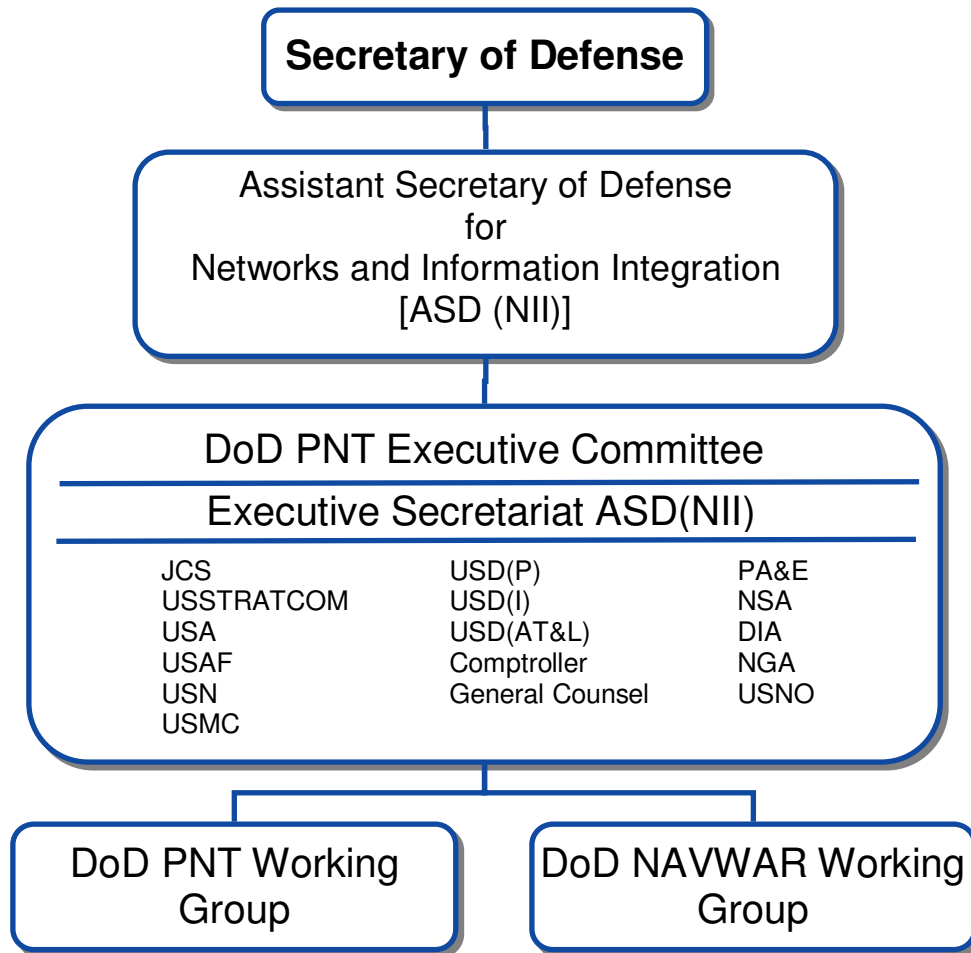 Secretary of Defense
Assistant Secretary of Defense
for
Networks and Information Integration
[ASD (NII)]
DoD PNT Executive Committee
Executive Secretariat ASD(NII)
JCS
USSTRATCOM
USA
USAF
USN
USMC
USD(P)
USD(I)
USD(AT&L)
Comptroller
General Counsel
PA&E
NSA
DIA
NGA
USNO
DoD PNT Working
Group
DoD NAVWAR Working
Group